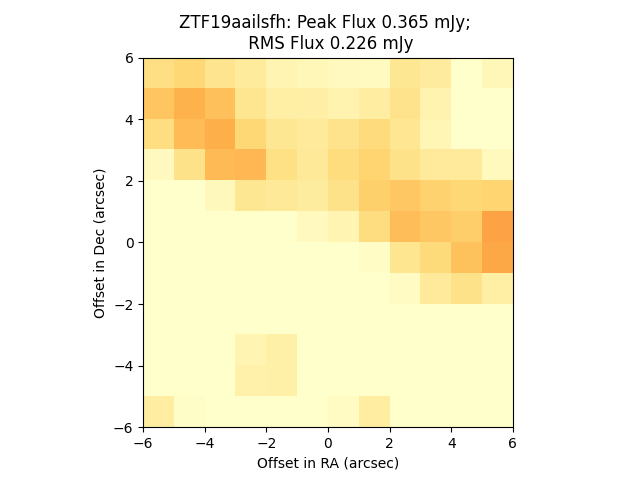 ZTF19aailsfh: Peak Flux 0.365 mJy;
RMS Flux 0.226 mJy
6
4
2
0
−2
−4
−6
Offset in Dec (arcsec)
−6 −4 −2 0 2 4 6
Offset in RA (arcsec)